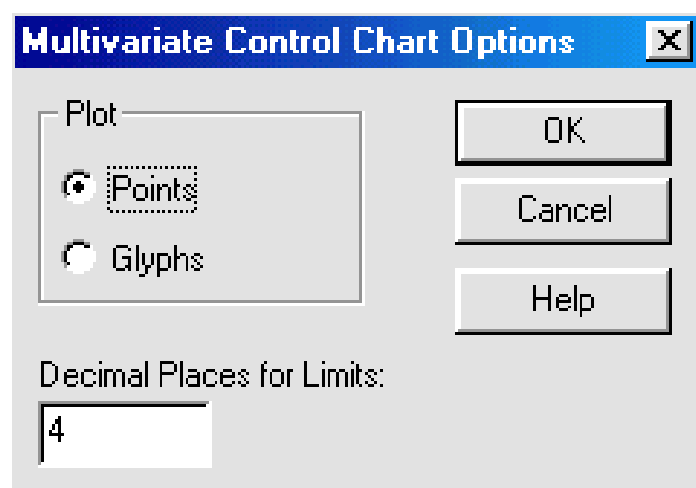 Multivariate Control Chart Options
Plot
Points
Glyphs
OK
Cancel
Help
Decimal Places for Limits:
4